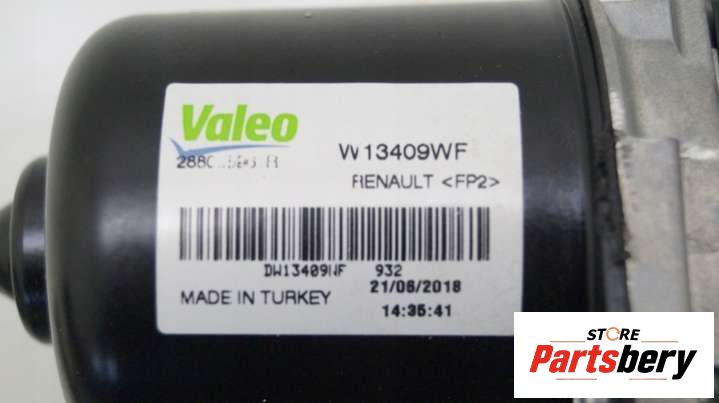 Valeo
W13409WF
RENAULT <FP2>
DW13409WF 932
21/06/2018
MADE IN TURKEY
14:35:41
STORE
Partsbery